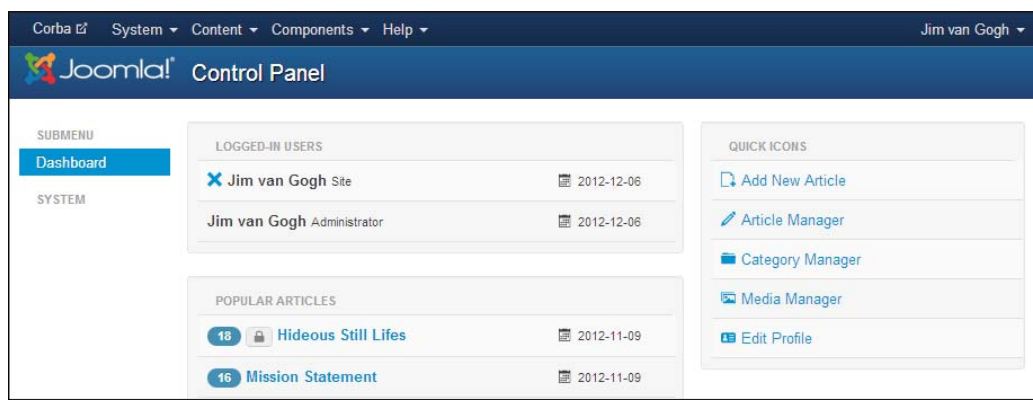 Corba System Content Components Help Jim van Gogh
Joomla! Control Panel
SUBMENU
Dashboard
SYSTEM
LOGGED-IN USERS
Jim van Gogh Site 2012-12-06
Jim van Gogh Administrator 2012-12-06
POPULAR ARTICLES
18 Hideous Still Lifes 2012-11-09
16 Mission Statement 2012-11-09
QUICK ICONS
Add New Article
Article Manager
Category Manager
Media Manager
Edit Profile